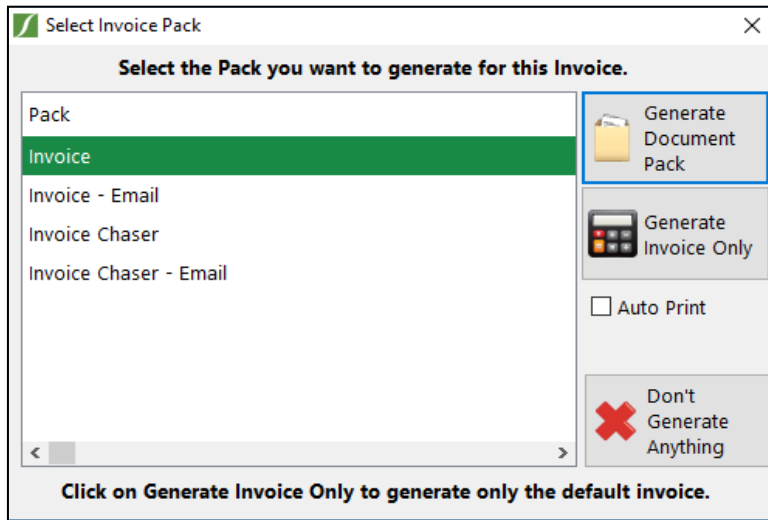 Select Invoice Pack
Select the Pack you want to generate for this Invoice.
Pack
Invoice
Invoice - Email
Invoice Chaser
Invoice Chaser - Email
Generate
Document
Pack
Generate
Invoice Only
Auto Print
Don't
Generate
Anything
Click on Generate Invoice Only to generate only the default invoice.